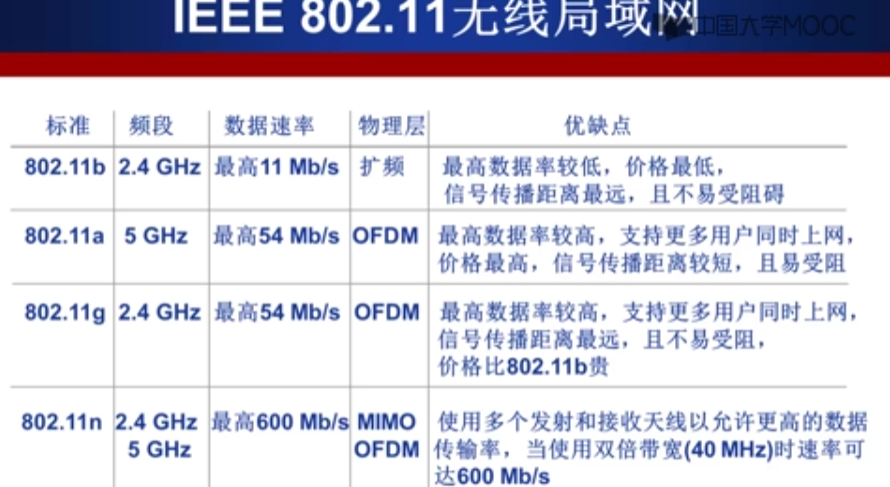 IEEE 802.11无线局域网
中国大学MOOC
标准 频段 数据速率 物理层 优缺点
802.11b 2.4 GHz 最高11 Mb/s 扩频 最高数据率较低，价格最低，
信号传播距离最远，且不易受阻碍
802.11a 5 GHz 最高54 Mb/s OFDM 最高数据率较高，支持更多用户同时上网，
价格最高，信号传播距离较短，且易受阻
802.11g 2.4 GHz 最高54 Mb/s OFDM 最高数据率较高，支持更多用户同时上网，
信号传播距离最远，且不易受阻，
价格比802.11b贵
802.11n 2.4 GHz 最高600 Mb/s MIMO 使用多个发射和接收天线以允许更高的数据
5 GHz OFDM 传输率，当使用双倍带宽(40 MHz)时速率可
达600 Mb/s